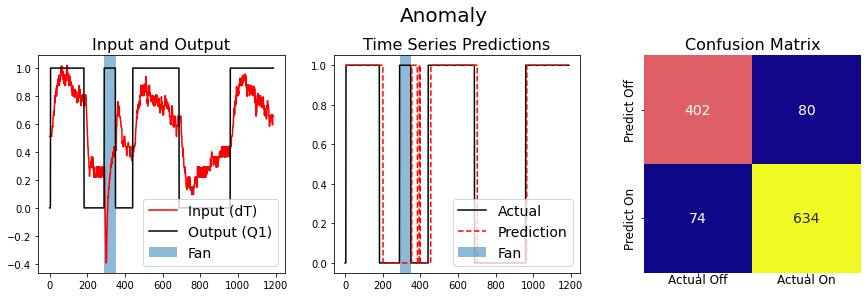 Anomaly
Input and Output
1.0
0.8
0.6
0.4
0.2
0.0
−0.2
−0.4
0 200 400 600 800 1000 1200
Input (dT)
Output (Q1)
Fan
Time Series Predictions
1.0
0.8
0.6
0.4
0.2
0.0
0 200 400 600 800 1000 1200
Actual
Prediction
Fan
Confusion Matrix
Predict Off
Predict On
402 80
74 634
Actual Off Actual On